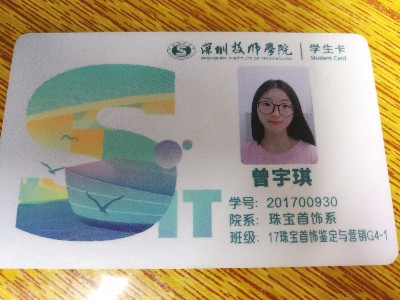 深圳技师学院 学生卡
SHENZHEN INSTITUTE OF TECHNOLOGY Student Card
SIT
曾宇琪
学号: 201700930
院系: 珠宝首饰系
班级: 17珠宝首饰鉴定与营销G4-1